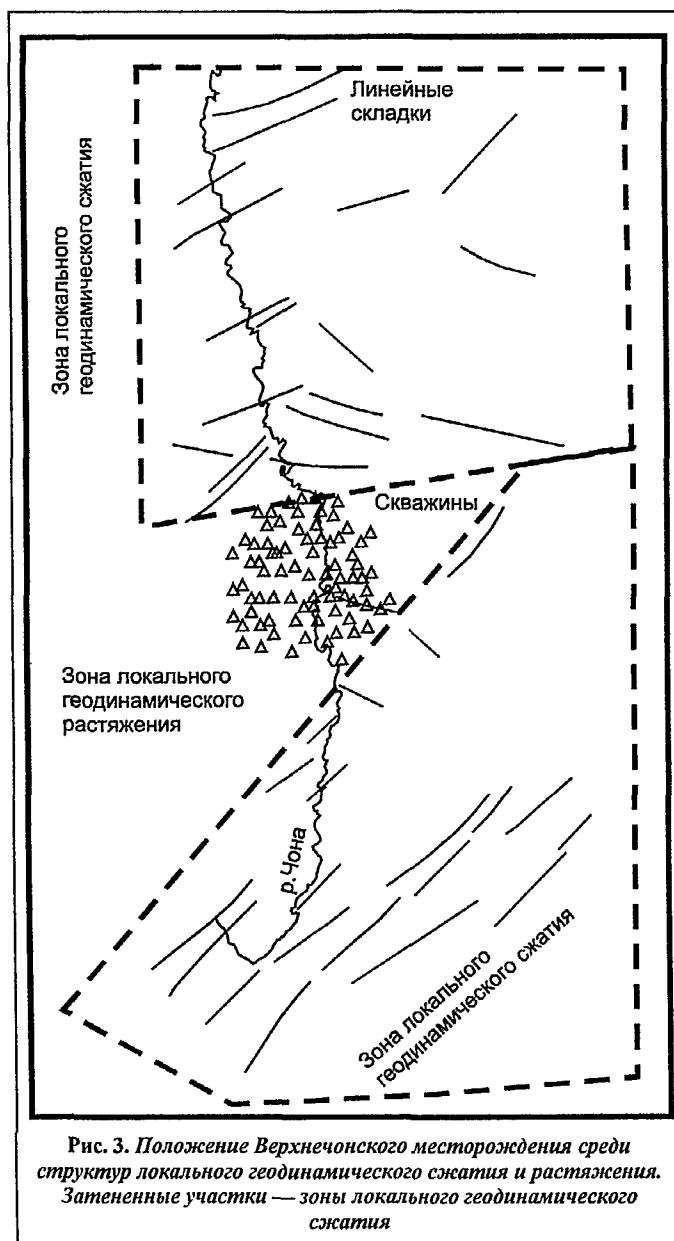 Линейные
складки
Зона локального
геодинамического сжатия
Скважины
Зона локального
геодинамического
растяжения
р. Чона
Зона локального
геодинамического сжатия
Рис. 3. Положение Верхнечонского месторождения среди
структур локального геодинамического сжатия и растяжения.
Затененные участки — зоны локального геодинамического
сжатия